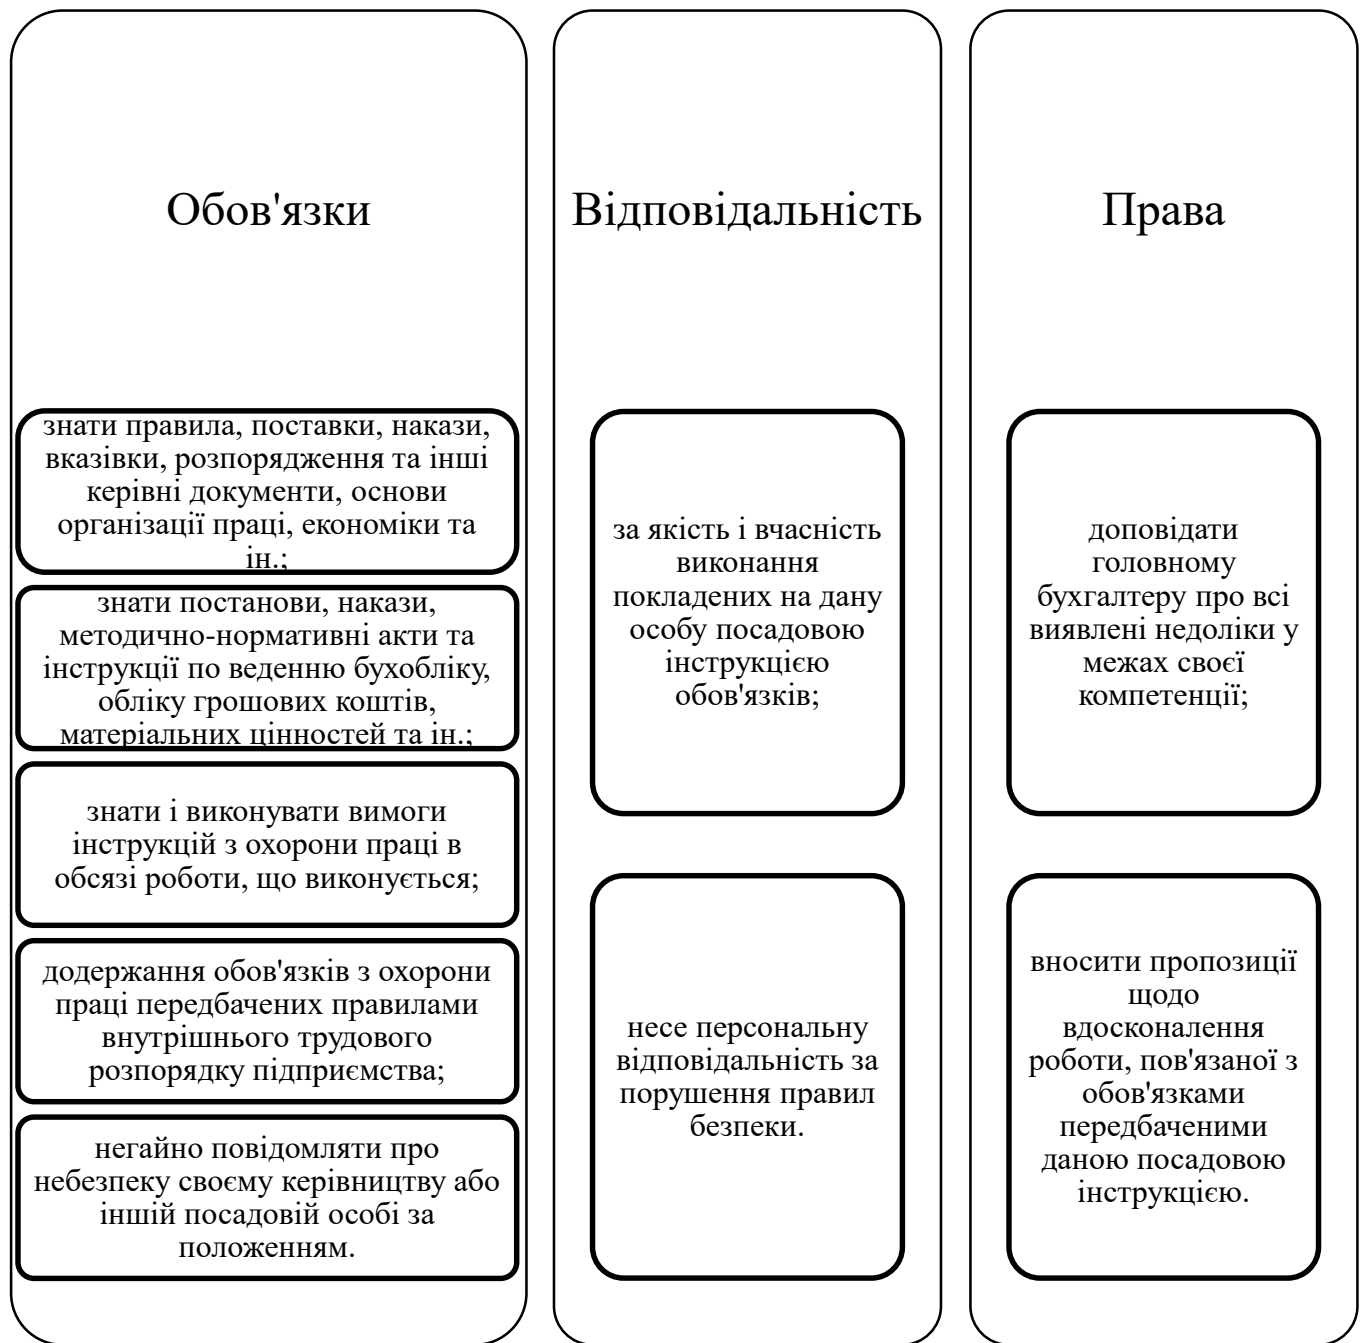 Обов'язки
знати правила, поставки, накази,
вказівки, розпорядження та інші
керівні документи, основи
організації праці, економіки та
ін.;
знати постанови, накази,
методично-нормативні акти та
інструкції по веденню бухобліку,
обліку грошових коштів,
матеріальних цінностей та ін.;
знати і виконувати вимоги
інструкцій з охорони праці в
обсязі роботи, що виконується;
додержання обов'язків з охорони
праці передбачених правилами
внутрішнього трудового
розпорядку підприємства;
негайно повідомляти про
небезпеку своєму керівництву або
іншій посадовій особі за
положенням.
Відповідальність
за якість і вчасність
виконання
покладених на дану
особу посадовою
інструкцією
обов'язків;
несе персональну
відповідальність за
порушення правил
безпеки.
Права
доповідати
головному
бухгалтеру про всі
виявлені недоліки у
межах своєї
компетенції;
вносити пропозиції
щодо
вдосконалення
роботи, пов'язаної з
обов'язками
передбаченими
даною посадовою
інструкцією.